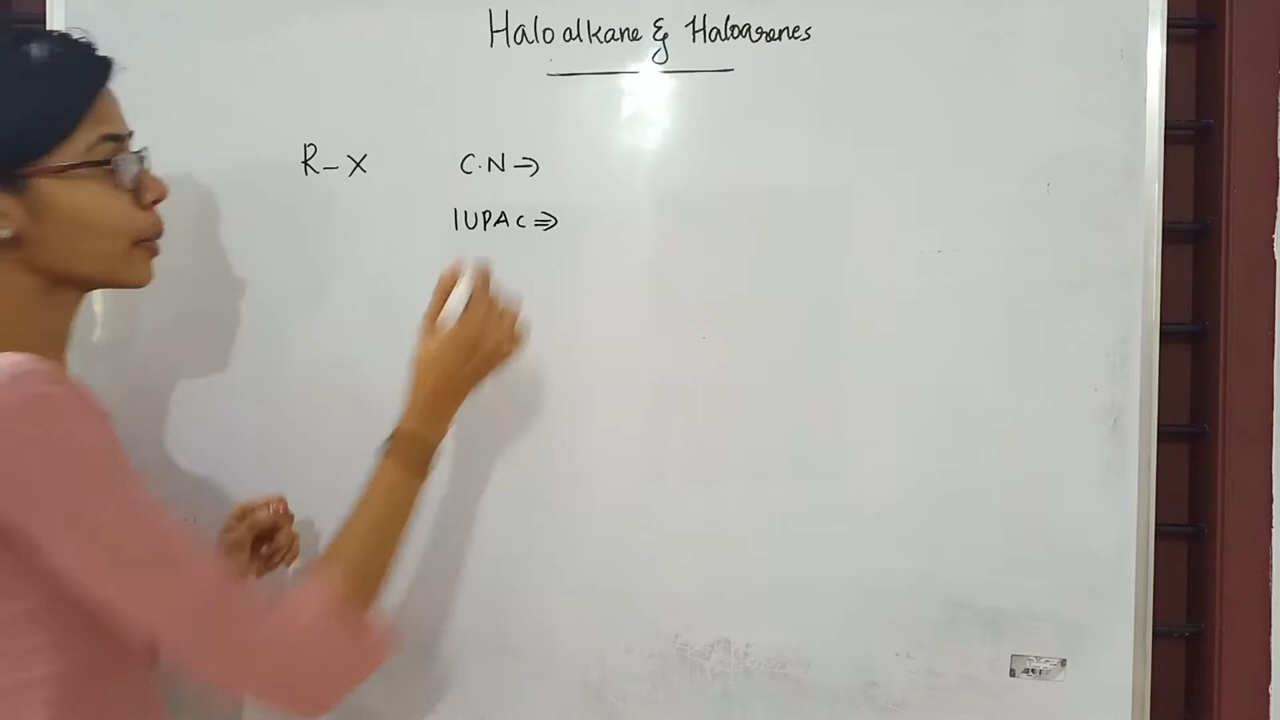 Haloalkane & Haloarenes
R-X C.N →
IUPAC ⇒